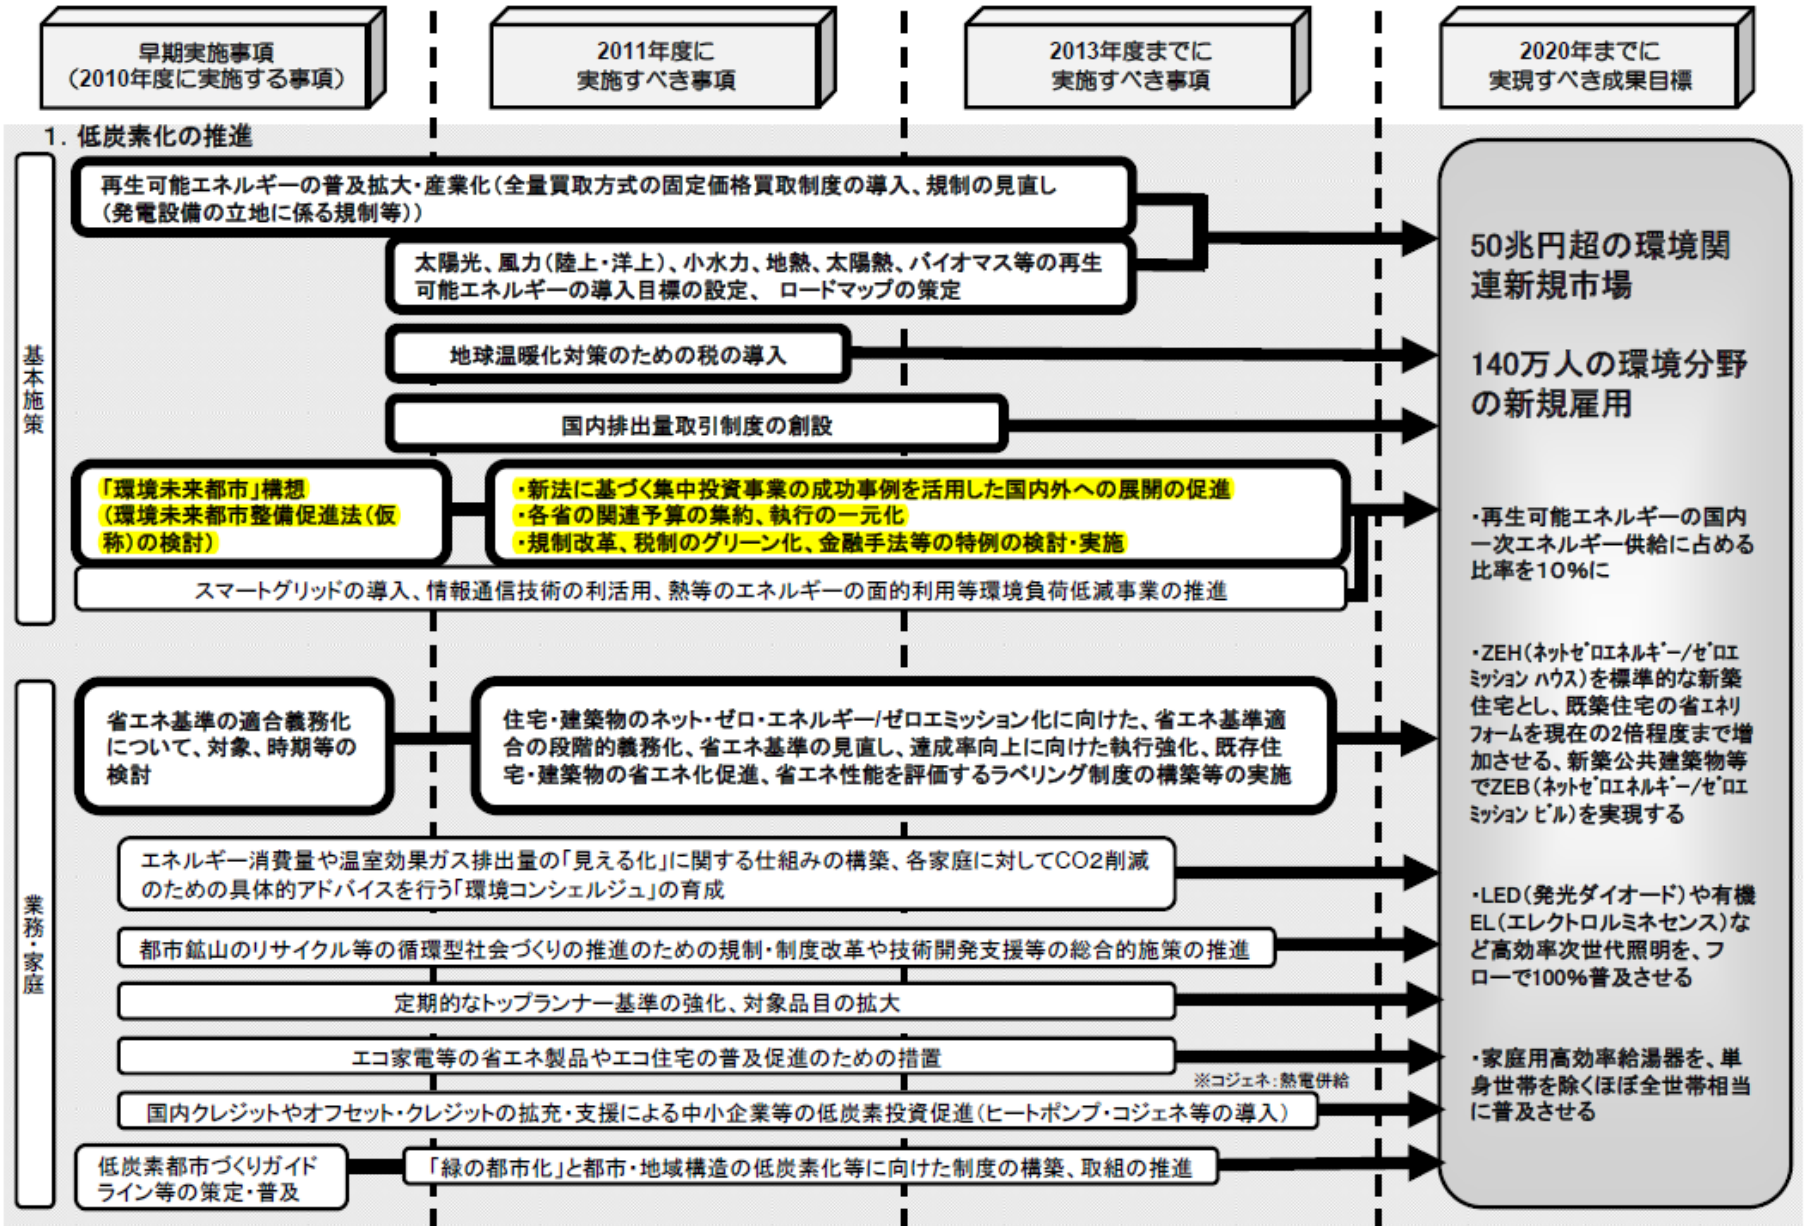 早期実施事項
(2010年度に実施する事項)
2011年度に
実施すべき事項
2013年度までに
実施すべき事項
2020年までに
実現すべき成果目標
1. 低炭素化の推進
基本施策
再生可能エネルギーの普及拡大・産業化(全量買取方式の固定価格買取制度の導入、規制の見直し
(発電設備の立地に係る規制等))
太陽光、風力(陸上・洋上)、小水力、地熱、太陽熱、バイオマス等の再生
可能エネルギーの導入目標の設定、 ロードマップの策定
地球温暖化対策のための税の導入
国内排出量取引制度の創設
「環境未来都市」構想
(環境未来都市整備促進法(仮
称)の検討)
・新法に基づく集中投資事業の成功事例を活用した国内外への展開の促進
・各省の関連予算の集約、執行の一元化
・規制改革、税制のグリーン化、金融手法等の特例の検討・実施
スマートグリッドの導入、情報通信技術の利活用、熱等のエネルギーの面的利用等環境負荷低減事業の推進
業務・家庭
省エネ基準の適合義務化
について、対象、時期等の
検討
住宅・建築物のネット・ゼロ・エネルギー/ゼロエミッション化に向けた、省エネ基準適
合の段階的義務化、省エネ基準の見直し、達成率向上に向けた執行強化、既存住
宅・建築物の省エネ化促進、省エネ性能を評価するラベリング制度の構築等の実施
エネルギー消費量や温室効果ガス排出量の「見える化」に関する仕組みの構築、各家庭に対してCO2削減
のための具体的アドバイスを行う「環境コンシェルジュ」の育成
都市鉱山のリサイクル等の循環型社会づくりの推進のための規制・制度改革や技術開発支援等の総合的施策の推進
定期的なトップランナー基準の強化、対象品目の拡大
エコ家電等の省エネ製品やエコ住宅の普及促進のための措置
※コジェネ:熱電併給
国内クレジットやオフセット・クレジットの拡充・支援による中小企業等の低炭素投資促進(ヒートポンプ・コジェネ等の導入)
低炭素都市づくりガイド
ライン等の策定・普及
「緑の都市化」と都市・地域構造の低炭素化等に向けた制度の構築、取組の推進
50兆円超の環境関
連新規市場
140万人の環境分野
の新規雇用
・再生可能エネルギーの国内
一次エネルギー供給に占める
比率を10%に
・ZEH(ネットゼロエネルギー/ゼロエ
ミッション ハウス)を標準的な新築
住宅とし、既築住宅の省エネリ
フォームを現在の2倍程度まで増
加させる、新築公共建築物等
でZEB(ネットゼロエネルギー/ゼロエ
ミッション ビル)を実現する
・LED(発光ダイオード)や有機
EL(エレクトロルミネセンス)な
ど高効率次世代照明を、フ
ローで100%普及させる
・家庭用高効率給湯器を、単
身世帯を除くほぼ全世帯相当
に普及させる